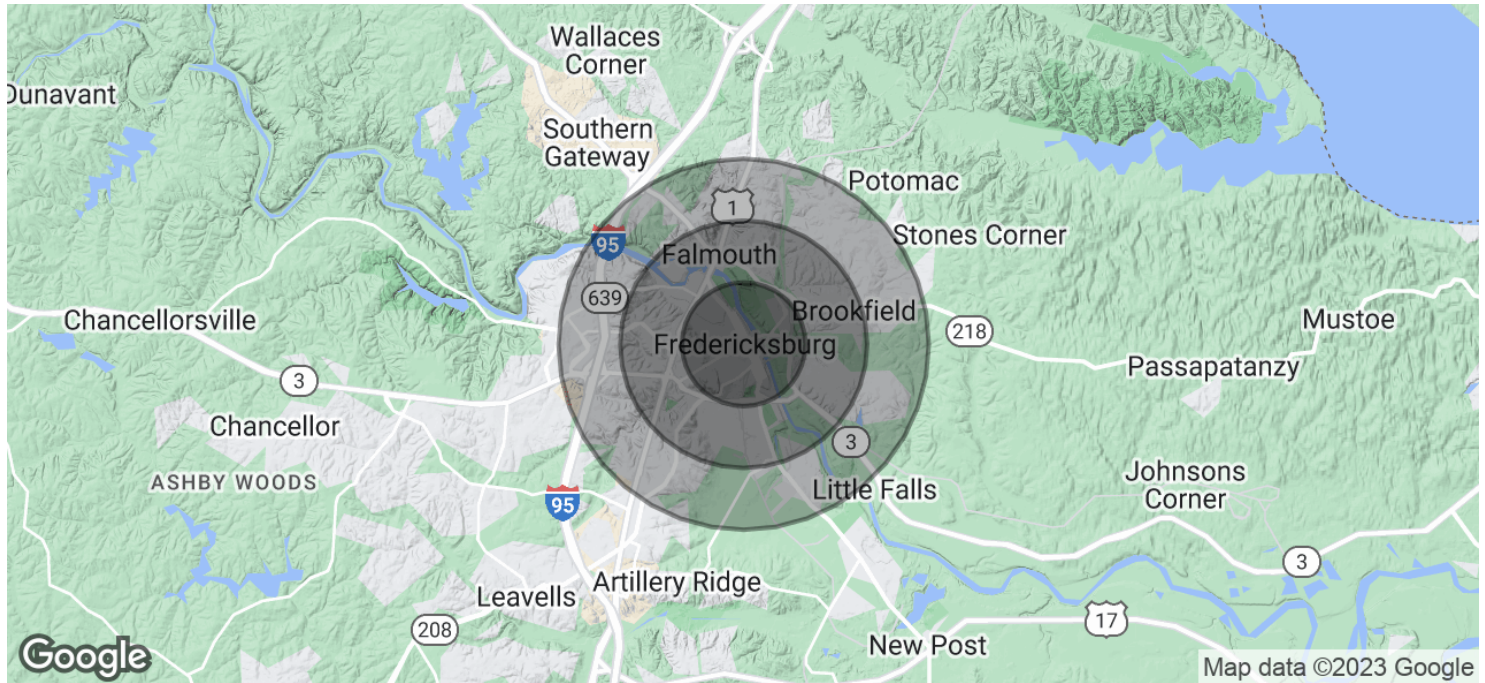 Wallaces
Corner
Dunavant
Southern
Gateway
Potomac
1
Stones Corner
95
Falmouth
639
Brookfield
Chancellorsville
218
Mustoe
Fredericksburg
Passapatanzy
3
Chancellor
3
ASHBY WOODS
Johnsons
Corner
Little Falls
95
3
Artillery Ridge
Leavells
17
208
New Post
Google
Map data ©2023 Google